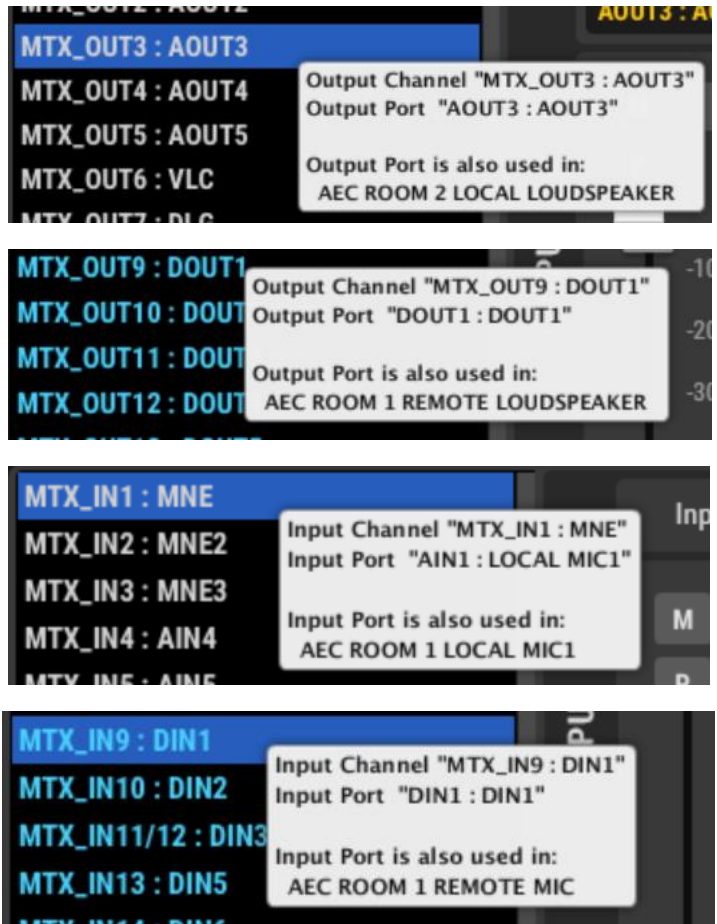 MTX_OUT2 : AOUT2
AOUT3 : A
MTX_OUT3 : AOUT3
MTX_OUT4 : AOUT4
MTX_OUT5 : AOUT5
MTX_OUT6 : VLC
Output Channel "MTX_OUT3 : AOUT3"
Output Port "AOUT3 : AOUT3"
Output Port is also used in:
AEC ROOM 2 LOCAL LOUDSPEAKER
MTX_OUT9 : DOUT1
MTX_OUT10 : DOUT
MTX_OUT11 : DOUT
MTX_OUT12 : DOUT
Output Channel "MTX_OUT9 : DOUT1"
Output Port "DOUT1 : DOUT1"
Output Port is also used in:
AEC ROOM 1 REMOTE LOUDSPEAKER
-10
-20
-30
MTX_IN1 : MNE
MTX_IN2 : MNE2
MTX_IN3 : MNE3
MTX_IN4 : AIN4
MTX_IN5 : AIN5
Input Channel "MTX_IN1 : MNE"
Input Port "AIN1 : LOCAL MIC1"
Input Port is also used in:
AEC ROOM 1 LOCAL MIC1
Inp
M
MTX_IN9 : DIN1
MTX_IN10 : DIN2
MTX_IN11/12 : DIN3
MTX_IN13 : DIN5
Input Channel "MTX_IN9 : DIN1"
Input Port "DIN1 : DIN1"
Input Port is also used in:
AEC ROOM 1 REMOTE MIC
PU